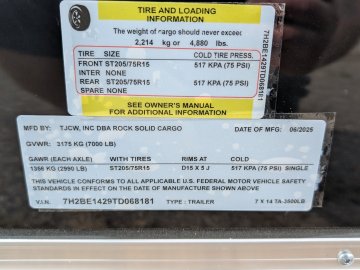 TIRE AND LOADING
INFORMATION
The weight of cargo should never exceed
2,214 kg or 4,880 lbs.
TIRE SIZE COLD TIRE PRESS.
FRONT ST205/75R15 517 KPA (75 PSI)
INTER NONE
REAR ST205/75R15 517 KPA (75 PSI)
SPARE NONE
SEE OWNER'S MANUAL
FOR ADDITIONAL INFORMATION
7H2BE1429TD068181
MFD BY: TJCW, INC DBA ROCK SOLID CARGO DATE OF MFG: 06/2025
GVWR: 3175 KG (7000 LB)
GAWR (EACH AXLE) WITH TIRES RIMS AT COLD
1356 KG (2990 LB) ST205/75R15 D15 X 5 J 517 KPA (75 PSI) SINGLE
THIS VEHICLE CONFORMS TO ALL APPLICABLE U.S. FEDERAL MOTOR VEHICLE SAFETY
STANDARDS IN EFFECT ON THE DATE OF MANUFACTURE SHOWN ABOVE
V.I.N. 7H2BE1429TD068181 TYPE: TRAILER 7 X 14 TA-3500LB